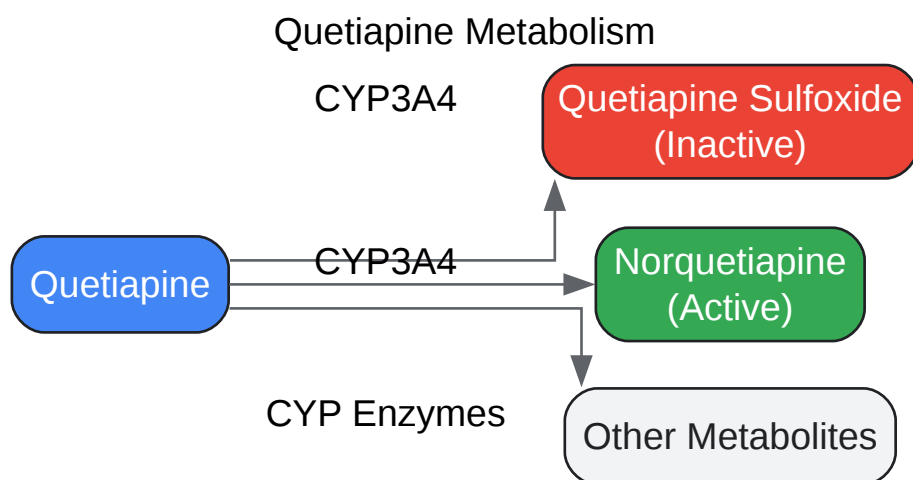 Quetiapine Metabolism
CYP3A4
Quetiapine Sulfoxide
(Inactive)
CYP3A4
Quetiapine
Norquetiapine
(Active)
CYP Enzymes
Other Metabolites